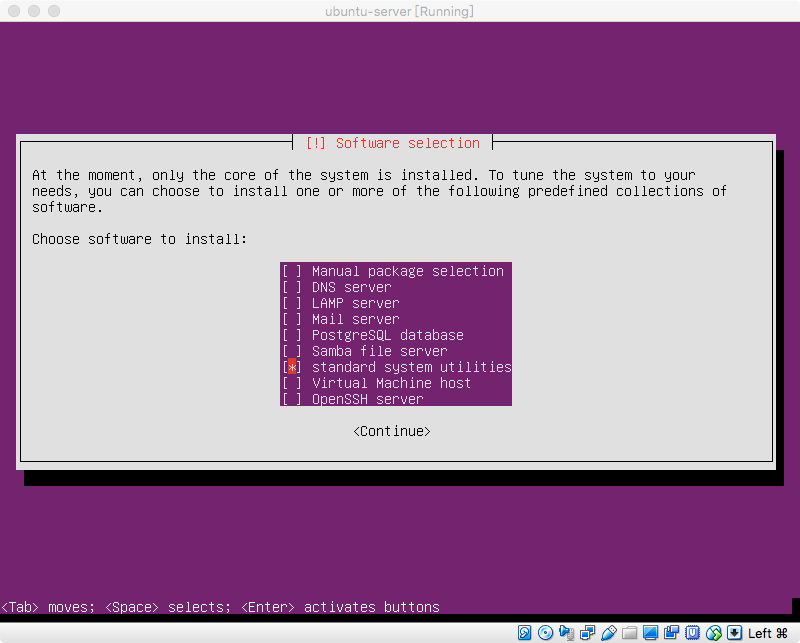 ubuntu-server [Running]
[!] Software selection
At the moment, only the core of the system is installed. To tune the system to your
needs, you can choose to install one or more of the following predefined collections of
software.
Choose software to install:
[ ] Manual package selection
[ ] DNS server
[ ] LAMP server
[ ] Mail server
[ ] PostgreSQL database
[ ] Samba file server
[*] standard system utilities
[ ] Virtual Machine host
[ ] OpenSSH server
<Continue>
<Tab> moves; <Space> selects; <Enter> activates buttons
Left ⌘